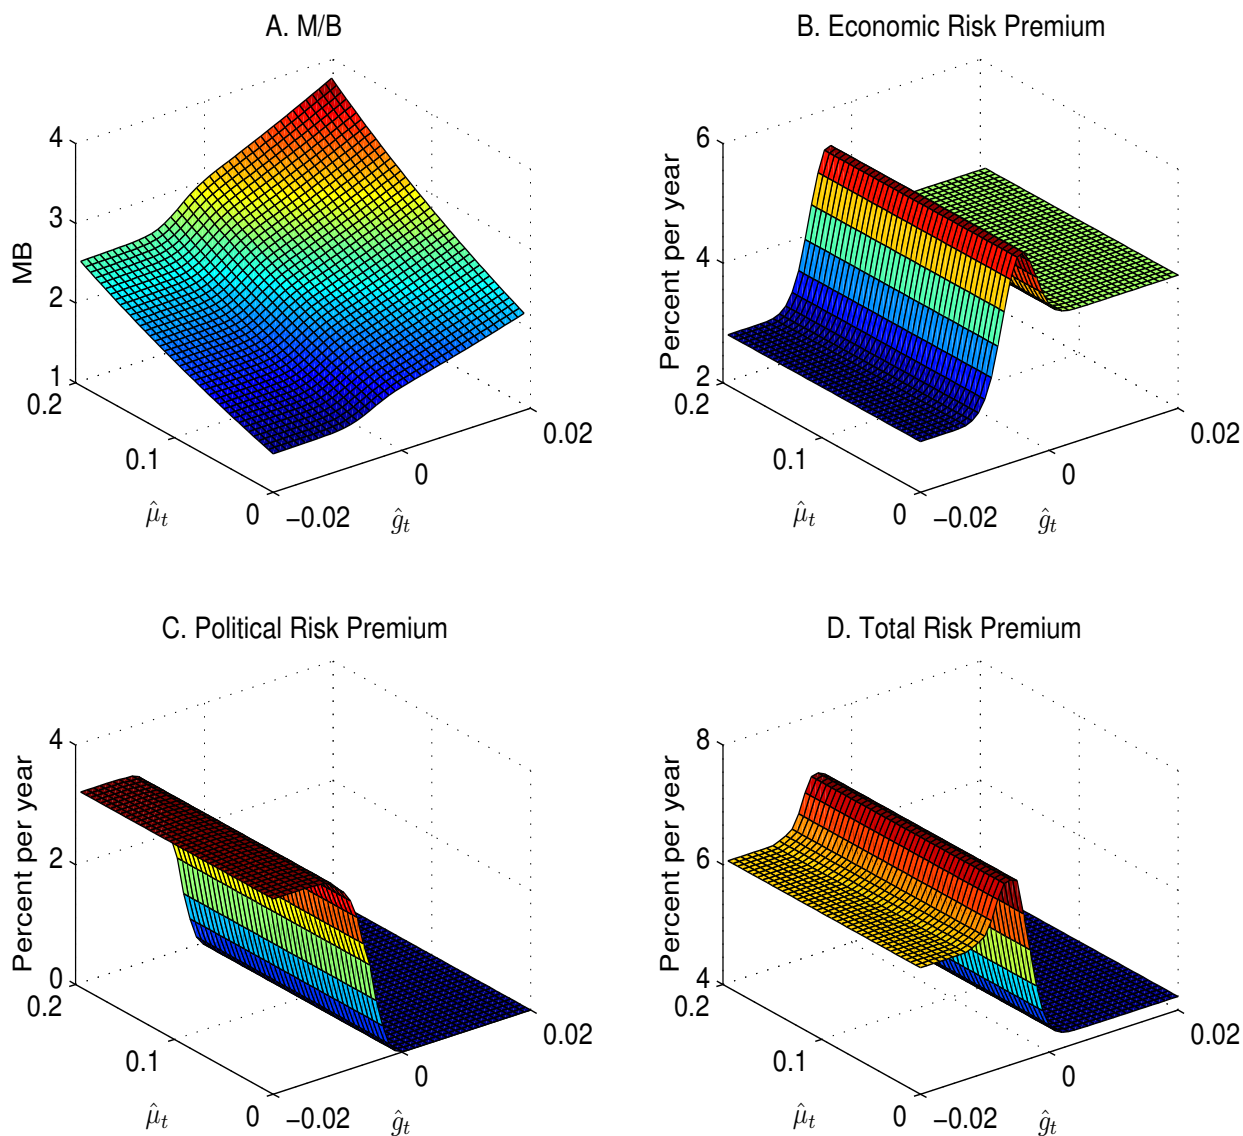 A. M/B
MB
4
3
2
1
0.2
0.1
0
−0.02
0
0.02
μ̂t
ĝt
B. Economic Risk Premium
Percent per year
6
4
2
0.2
0.1
0
−0.02
0
0.02
μ̂t
ĝt
C. Political Risk Premium
Percent per year
4
2
0
0.2
0.1
0
−0.02
0
0.02
μ̂t
ĝt
D. Total Risk Premium
Percent per year
8
6
4
0.2
0.1
0
−0.02
0
0.02
μ̂t
ĝt